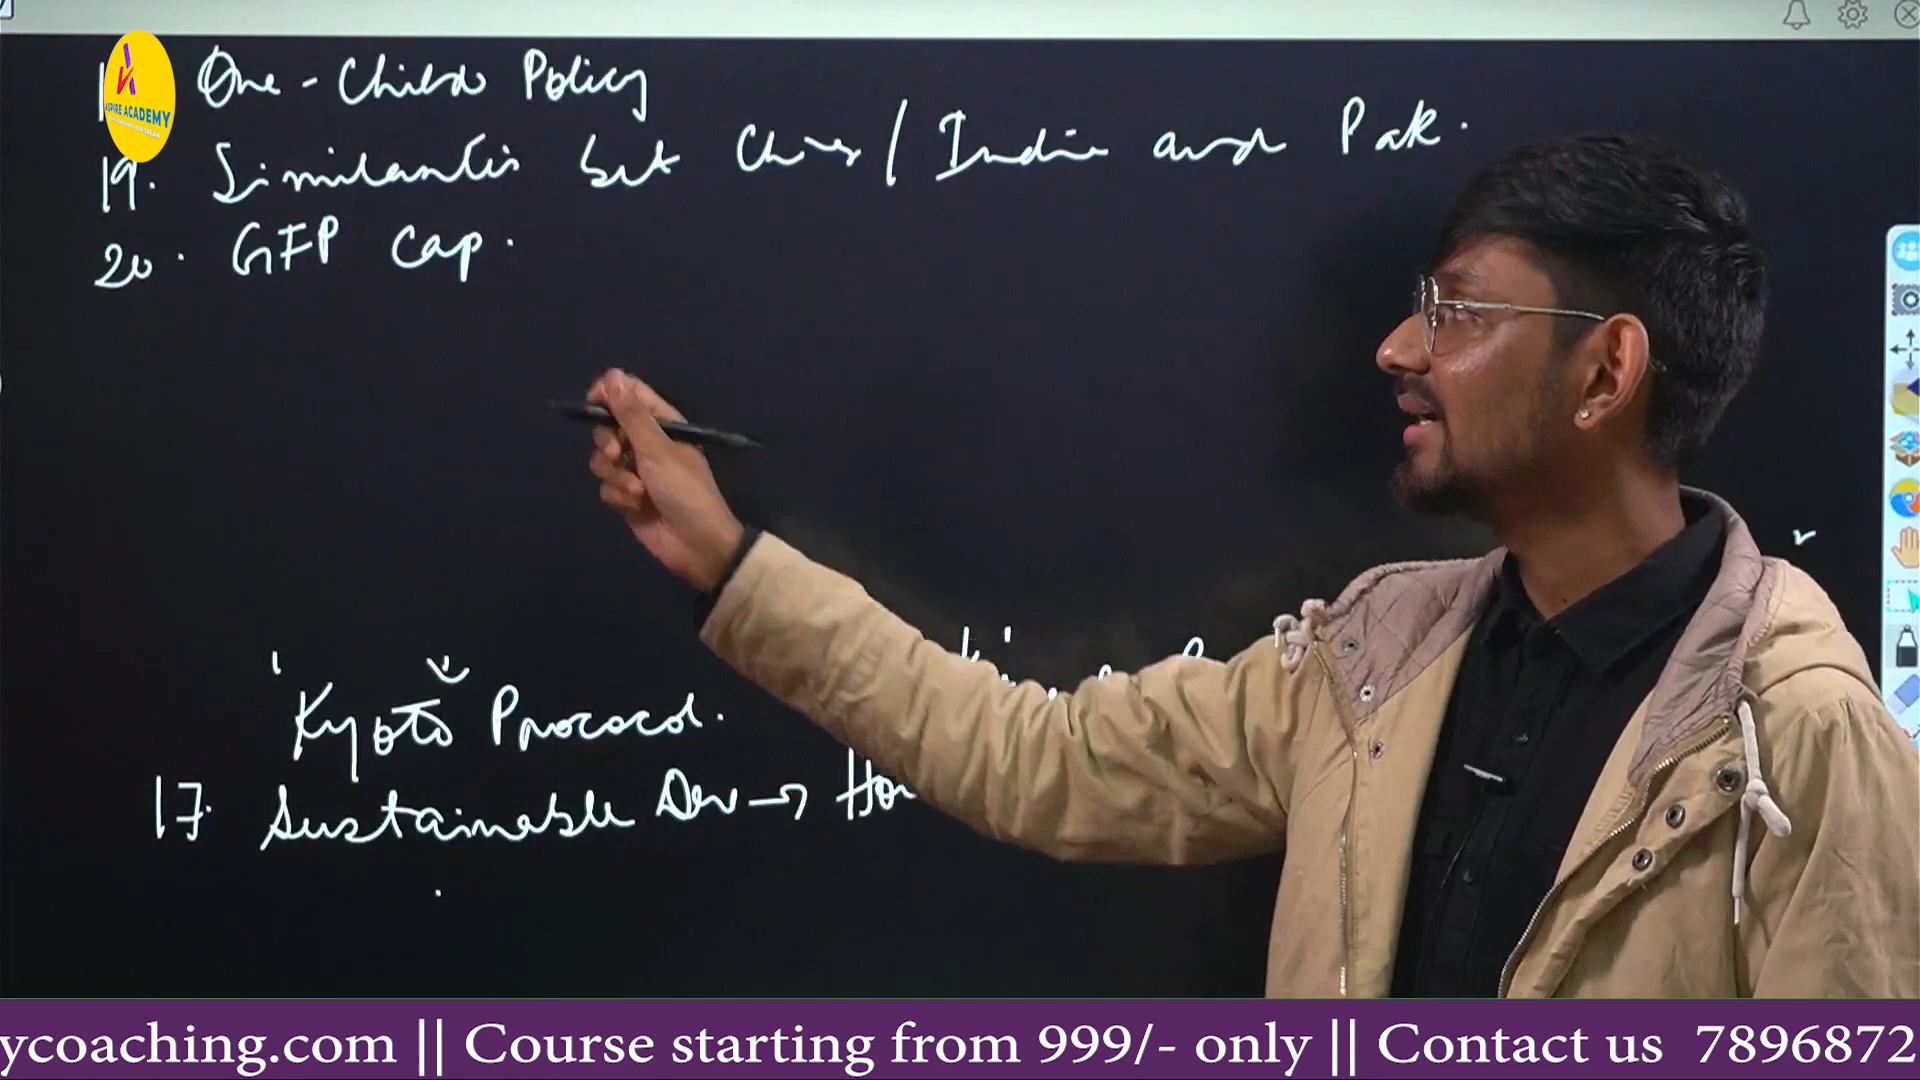 ASPIRE ACADEMY
One-Child Policy
19. Similarities bet China / India and Pak.
20. GFP Cap.
Kyoto Prococol.
17. Sustainable Dev →
ycoaching.com || Course starting from 999/- only || Contact us 7896872